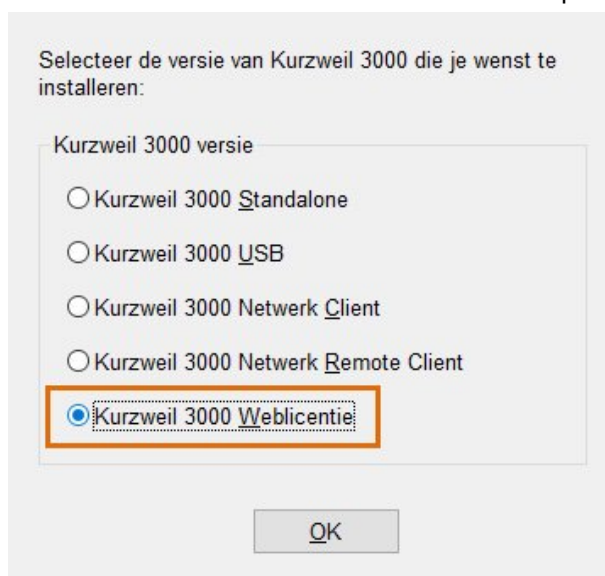 Selecteer de versie van Kurzweil 3000 die je wenst te
installeren:
Kurzweil 3000 versie
Kurzweil 3000 Standalone
Kurzweil 3000 USB
Kurzweil 3000 Netwerk Client
Kurzweil 3000 Netwerk Remote Client
Kurzweil 3000 Weblicentie
OK